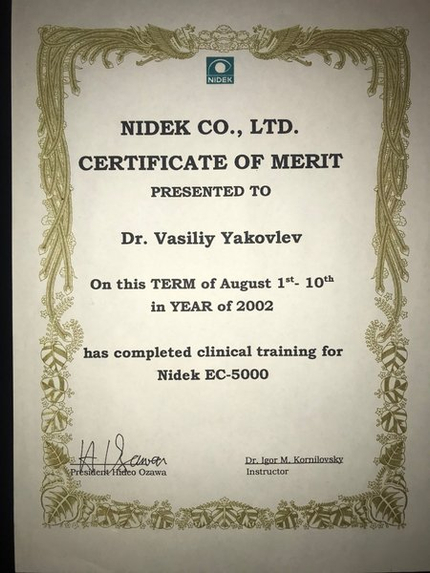 NIDEK
NIDEK CO., LTD.
CERTIFICATE OF MERIT
PRESENTED TO
Dr. Vasiliy Yakovlev
On this TERM of August 1st- 10th
in YEAR of 2002
has completed clinical training for
Nidek EC-5000
President Hideo Ozawa
Dr. Igor M. Kornilovsky
Instructor